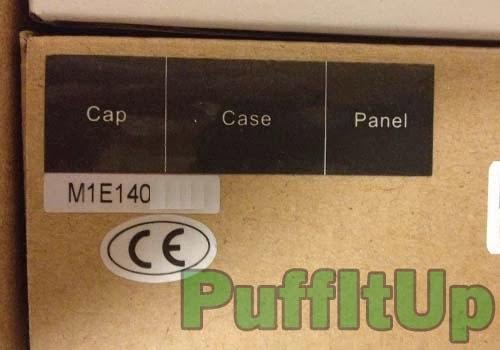 Cap Case Panel
M1E140
CE
PuffItUp